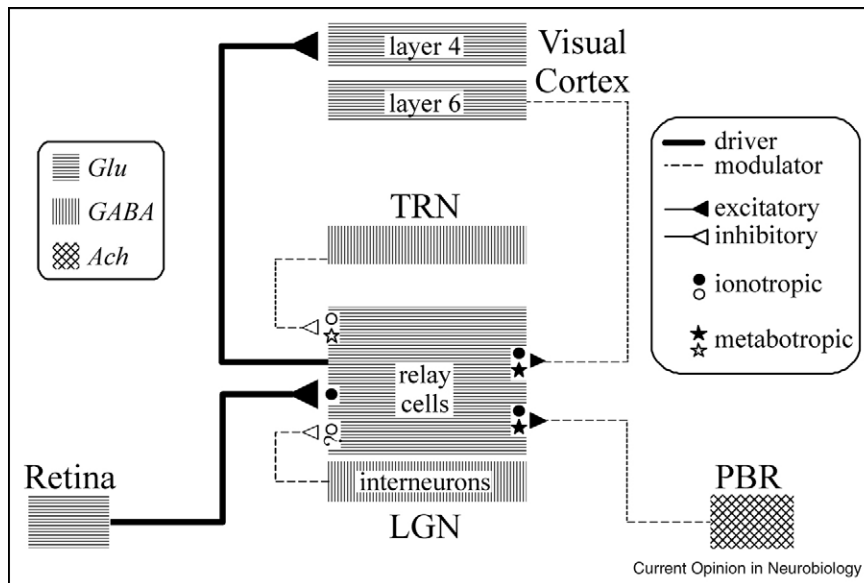 layer 4
Visual
Cortex
layer 6
Glu
GABA
Ach
TRN
driver
modulator
excitatory
inhibitory
ionotropic
metabotropic
relay
cells
?
interneurons
LGN
Retina
PBR
Current Opinion in Neurobiology